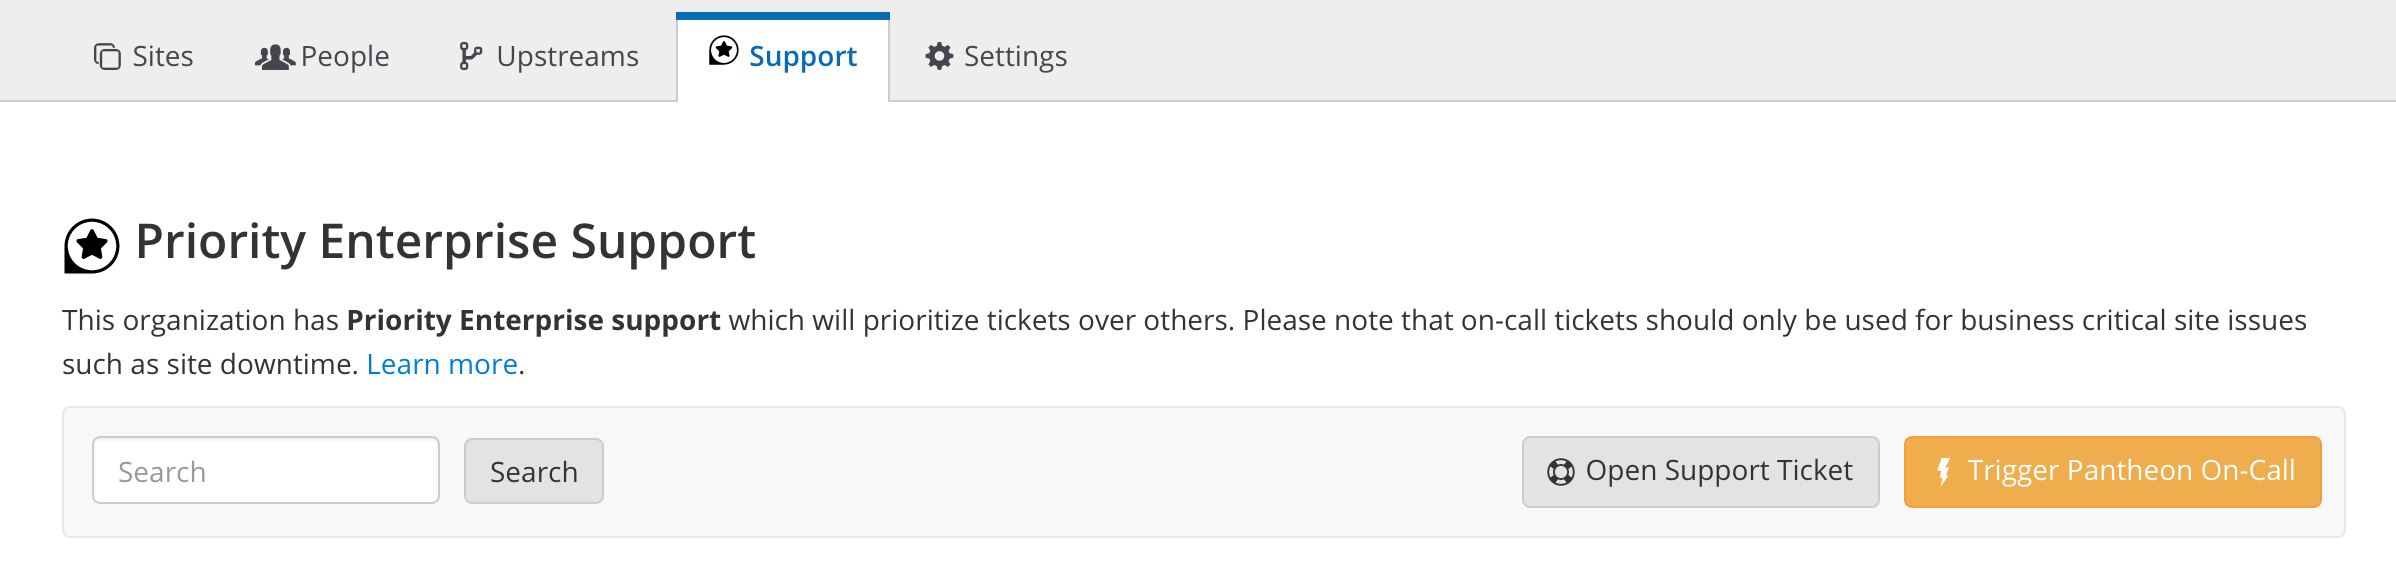 Sites People Upstreams Support Settings
Priority Enterprise Support
This organization has Priority Enterprise support which will prioritize tickets over others. Please note that on-call tickets should only be used for business critical site issues
such as site downtime. Learn more.
Search Search Open Support Ticket Trigger Pantheon On-Call